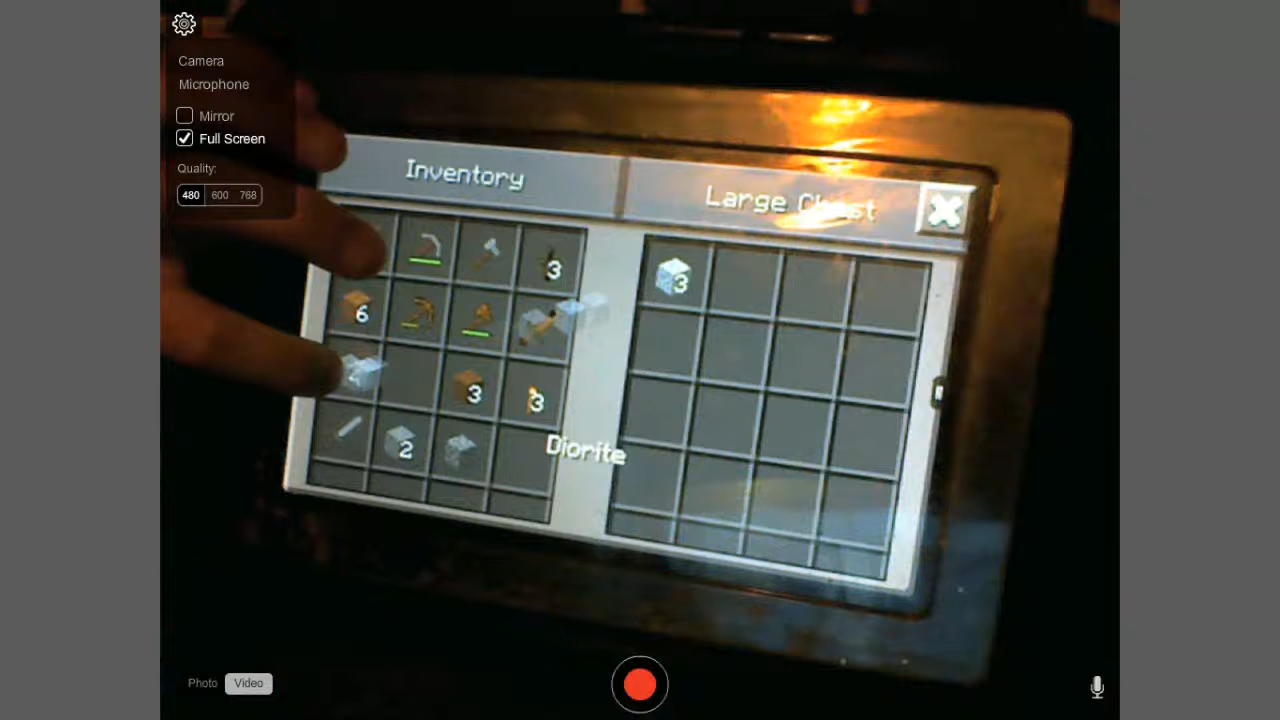 Camera
Microphone
Mirror
Full Screen
Quality:
480 600 768
Inventory
Large Chest
3
3
6
3
3
2
Diorite
Photo Video